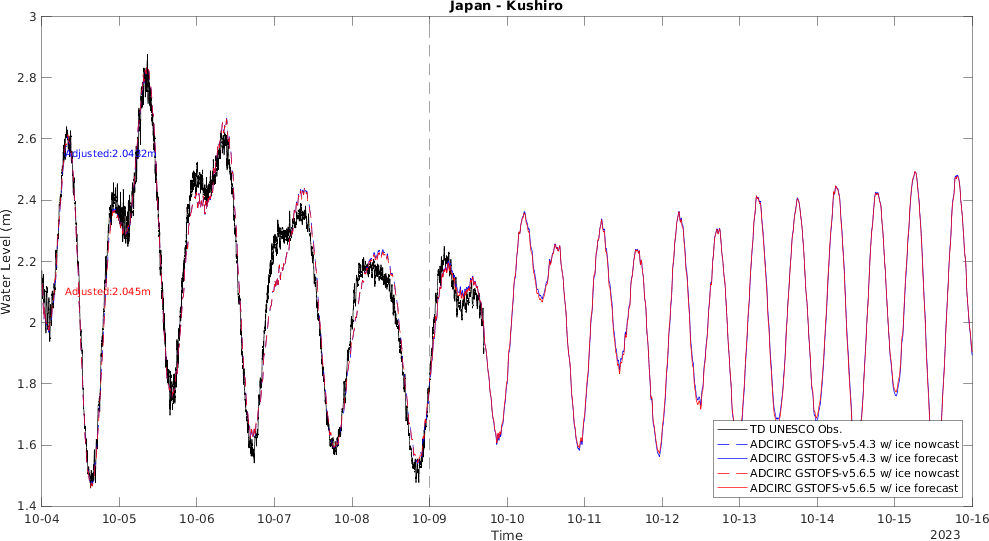 Japan - Kushiro
Water Level (m)
3
2.8
2.6
2.4
2.2
2
1.8
1.6
1.4
Adjusted:2.0482m
Adjusted:2.045m
TD UNESCO Obs.
ADCIRC GSTOFS-v5.4.3 w/ ice nowcast
ADCIRC GSTOFS-v5.4.3 w/ ice forecast
ADCIRC GSTOFS-v5.6.5 w/ ice nowcast
ADCIRC GSTOFS-v5.6.5 w/ ice forecast
10-04 10-05 10-06 10-07 10-08 10-09 10-10 10-11 10-12 10-13 10-14 10-15 10-16
Time
2023